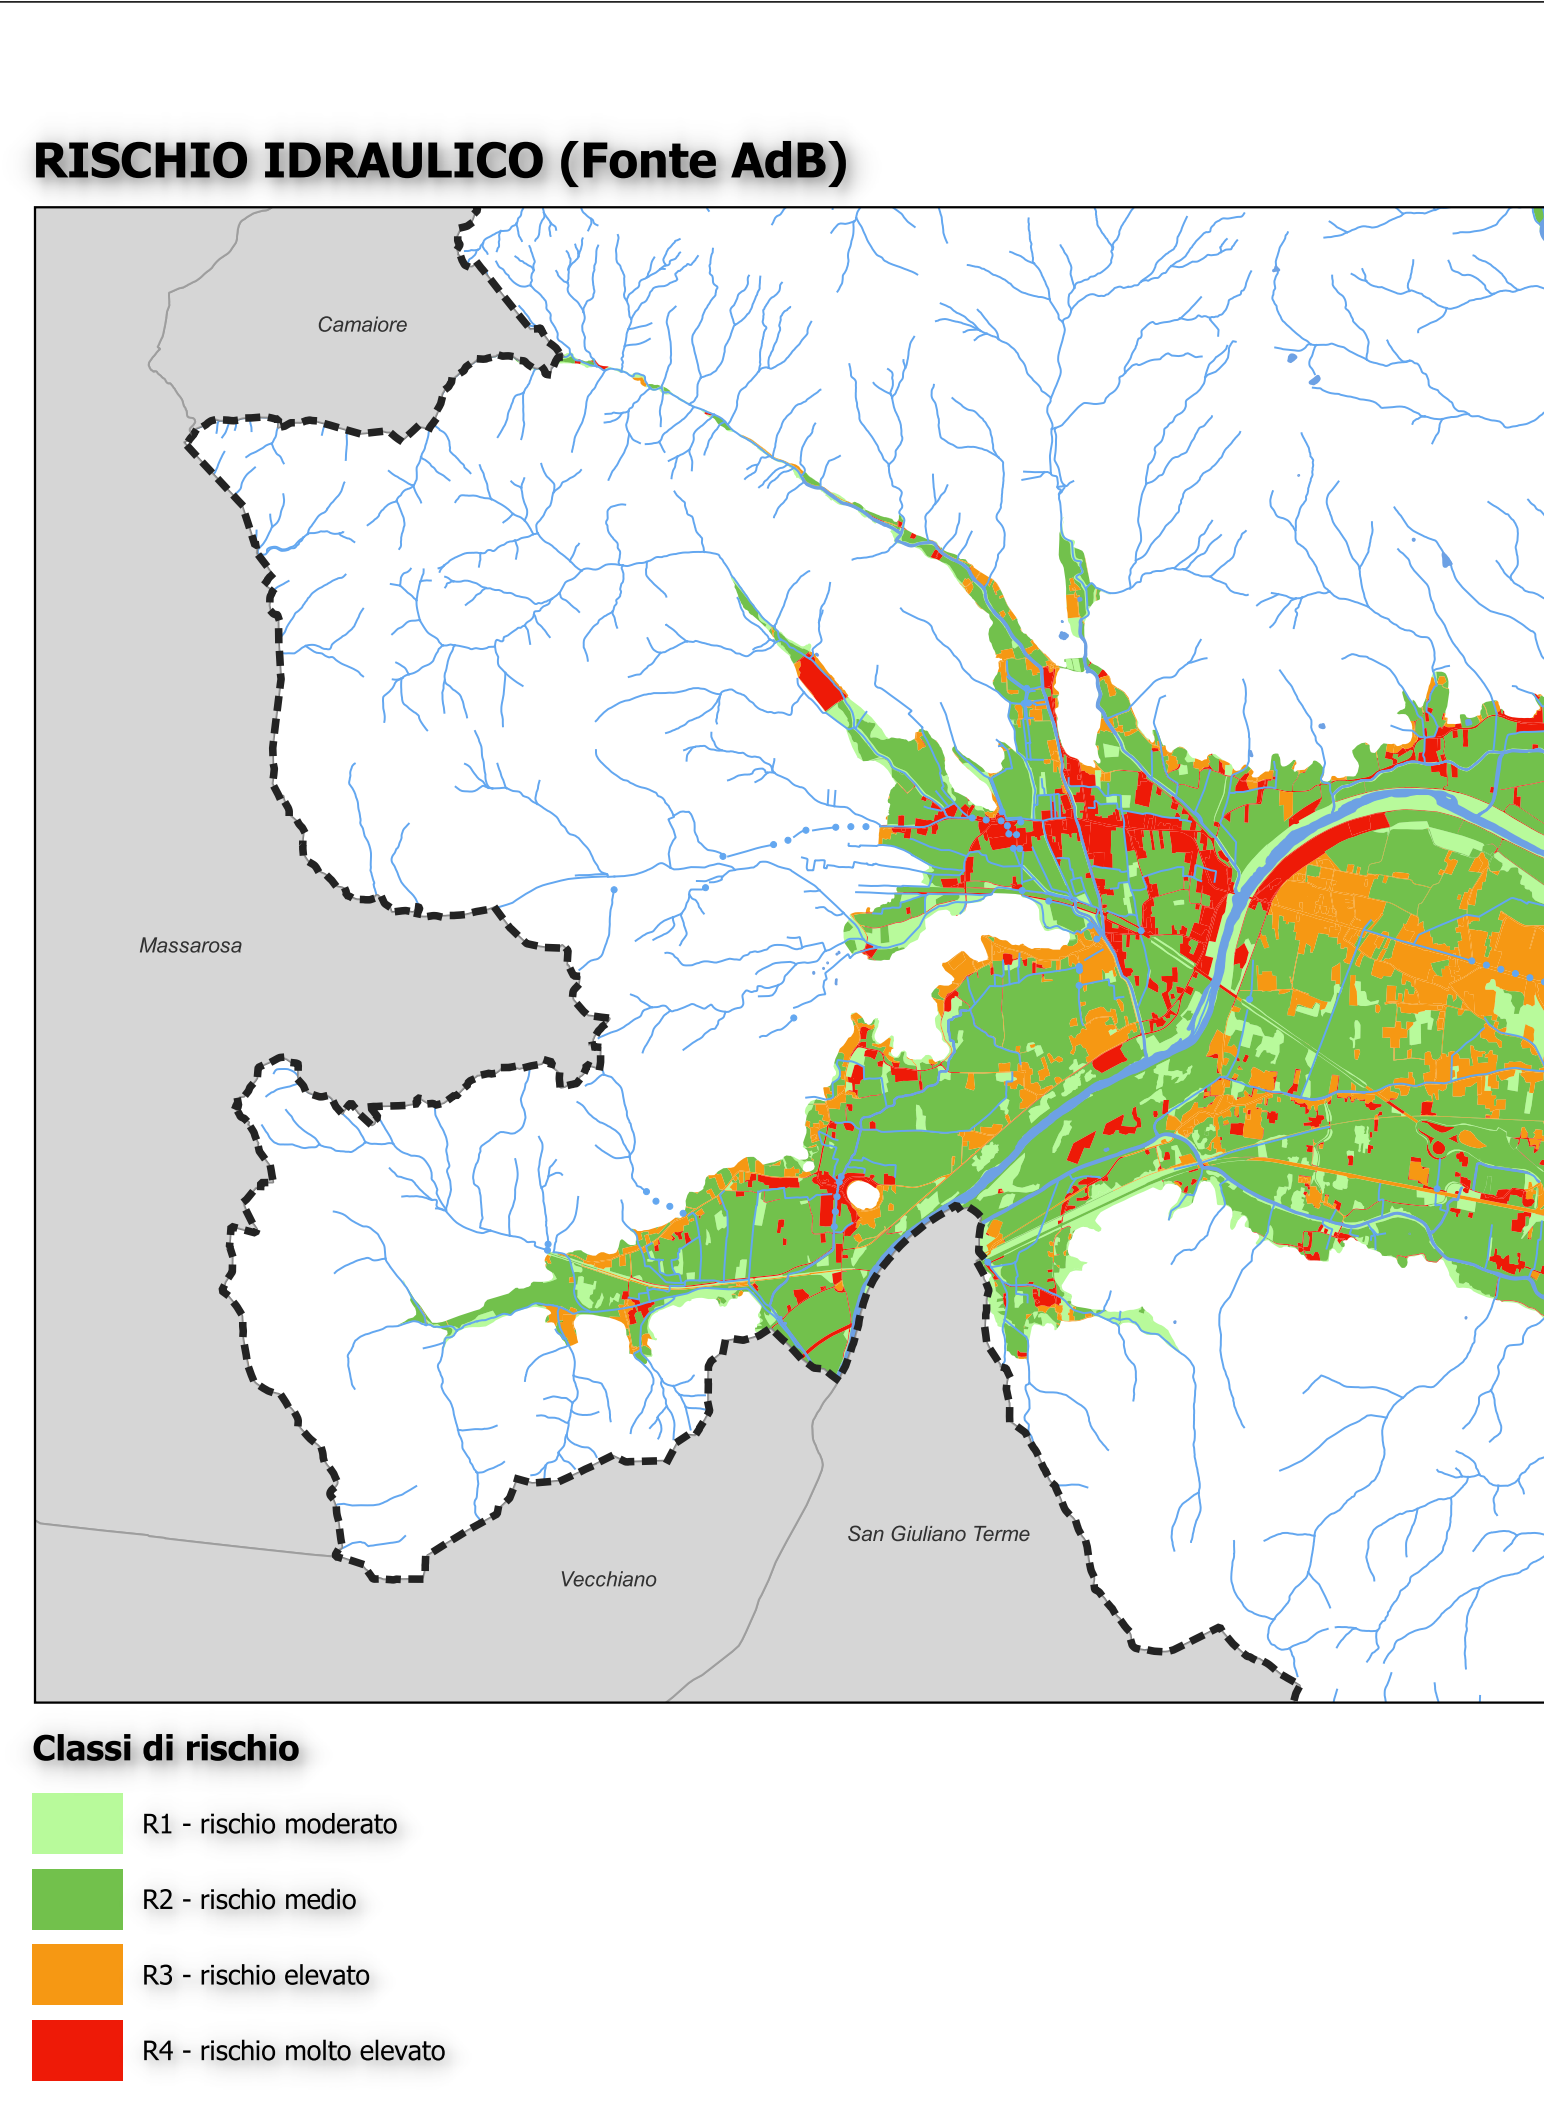 RISCHIO IDRAULICO (Fonte AdB)
Camaiore
Massarosa
San Giuliano Terme
Vecchiano
Classi di rischio
R1 - rischio moderato
R2 - rischio medio
R3 - rischio elevato
R4 - rischio molto elevato